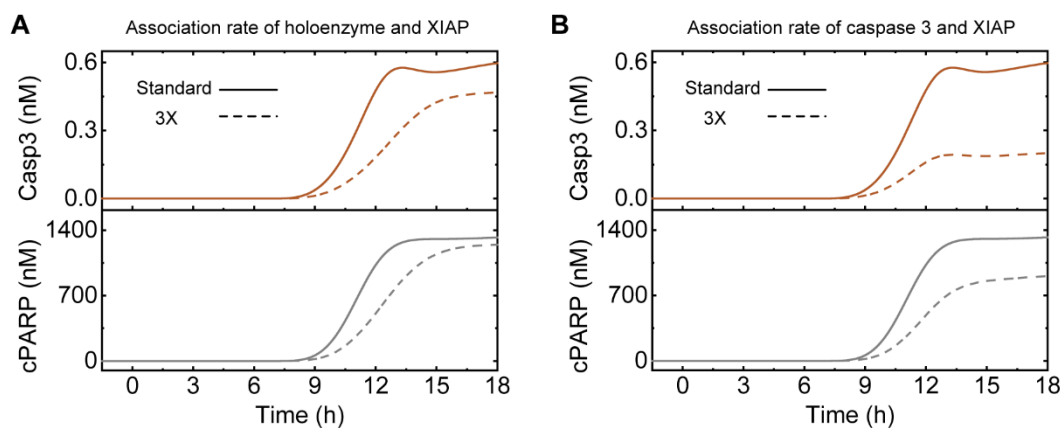 A
Association rate of holoenzyme and XIAP
Casp3 (nM)
0.6
0.3
0.0
Standard
3X
cPARP (nM)
1400
700
0
0 3 6 9 12 15 18
Time (h)
B
Association rate of caspase 3 and XIAP
Casp3 (nM)
0.6
0.3
0.0
Standard
3X
cPARP (nM)
1400
700
0
0 3 6 9 12 15 18
Time (h)